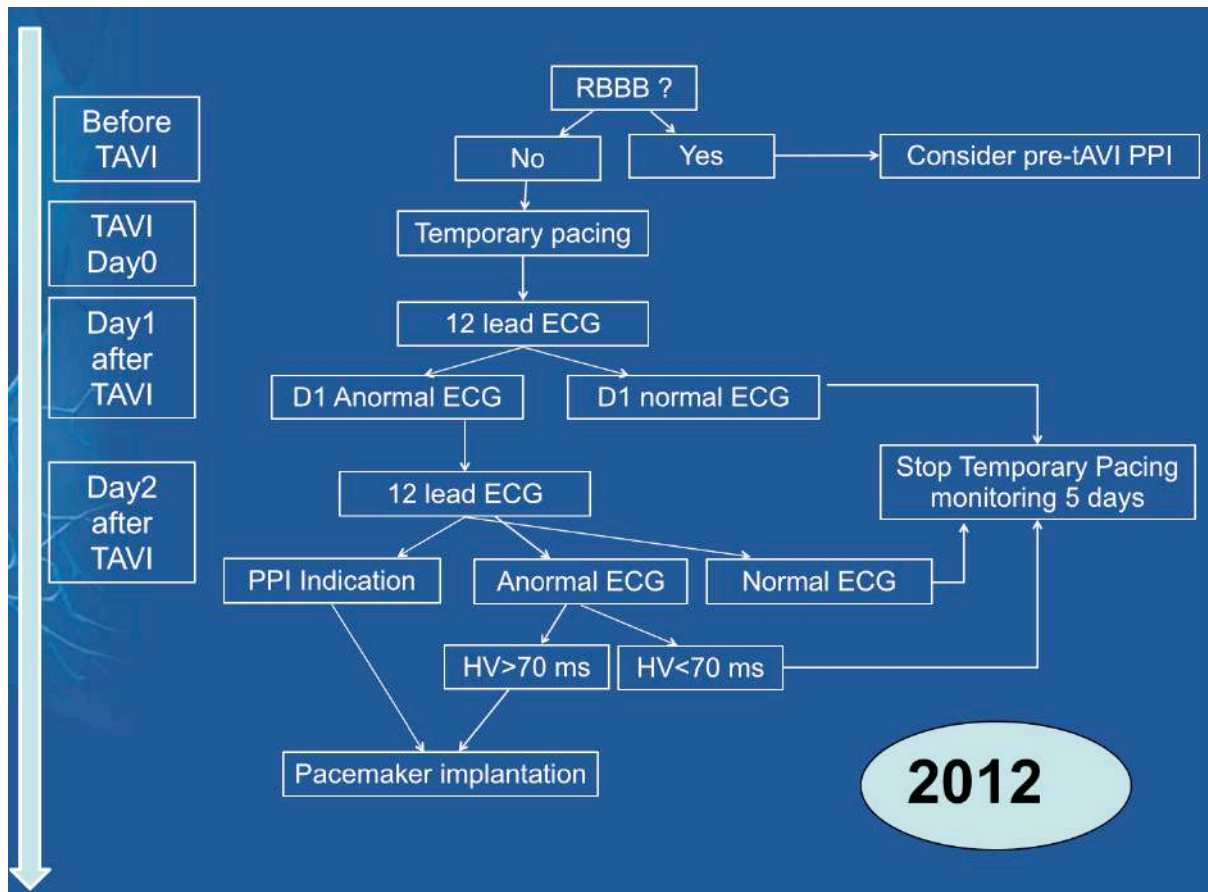 RBBB ?
Before
TAVI
No
Yes
Consider pre-tAVI PPI
TAVI
Day0
Temporary pacing
Day1
after
TAVI
12 lead ECG
D1 Anormal ECG
D1 normal ECG
Stop Temporary Pacing
monitoring 5 days
Day2
after
TAVI
12 lead ECG
PPI Indication
Anormal ECG
Normal ECG
HV>70 ms
HV<70 ms
Pacemaker implantation
2012